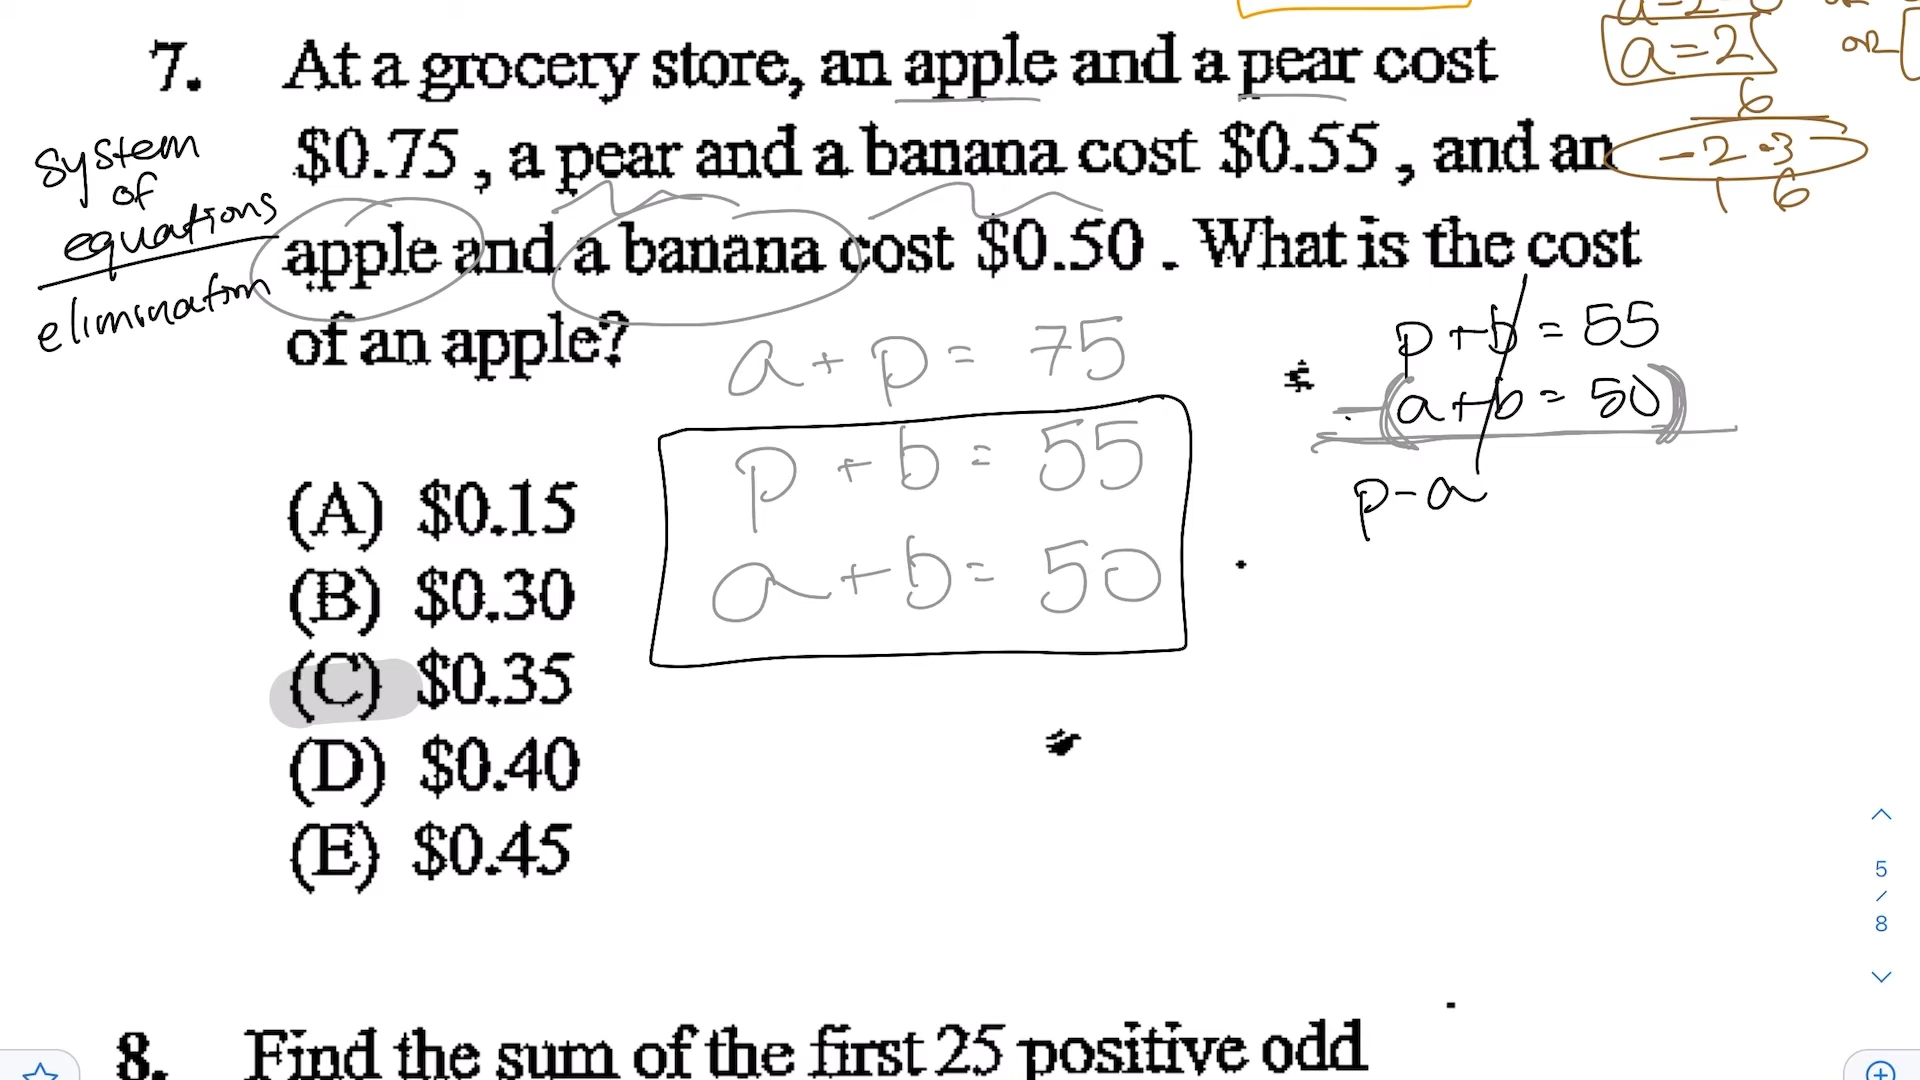 a=2
OR
6
-2·3
1 6
7. At a grocery store, an apple and a pear cost
$0.75, a pear and a banana cost $0.55, and an
apple and a banana cost $0.50. What is the cost
of an apple?
system
of
equations
elimination
a+p= 75
p+b= 55
a+b= 50
p+b=55
-(a+b=50)
p-a
(A) $0.15
(B) $0.30
(C) $0.35
(D) $0.40
(E) $0.45
5
/
8
8. Find the sum of the first 25 positive odd